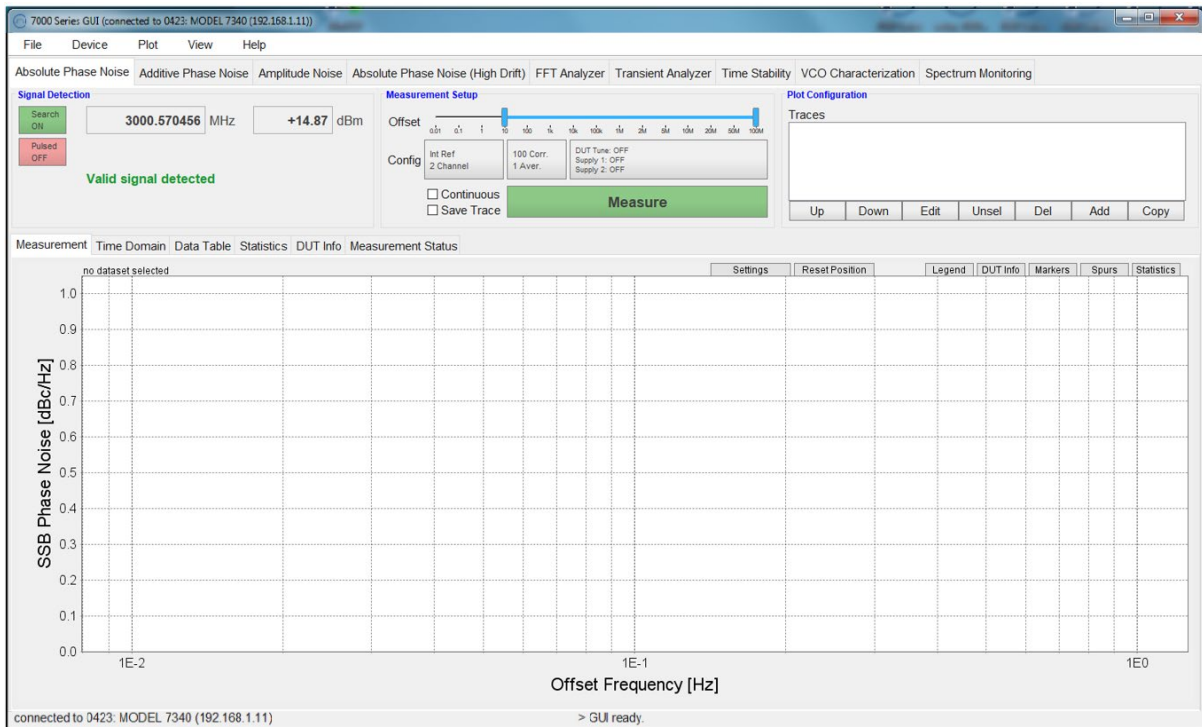 7000 Series GUI (connected to 0423: MODEL 7340 (192.168.1.11))
File Device Plot View Help
Absolute Phase Noise Additive Phase Noise Amplitude Noise Absolute Phase Noise (High Drift) FFT Analyzer Transient Analyzer Time Stability VCO Characterization Spectrum Monitoring
Signal Detection
Search
ON
3000.570456 MHz +14.87 dBm
Pulsed
OFF
Valid signal detected
Measurement Setup
Offset
0.01 0.1 1 10 100 1k 10k 100k 1M 2M 5M 10M 20M 50M 100M
Config
Int Ref
2 Channel
100 Corr.
1 Aver.
DUT Tune: OFF
Supply 1: OFF
Supply 2: OFF
Continuous
Save Trace
Measure
Plot Configuration
Traces
Up Down Edit Unsel Del Add Copy
Measurement Time Domain Data Table Statistics DUT Info Measurement Status
no dataset selected Settings Reset Position Legend DUT Info Markers Spurs Statistics
SSB Phase Noise [dBc/Hz]
1.0
0.9
0.8
0.7
0.6
0.5
0.4
0.3
0.2
0.1
0.0
1E-2 1E-1 1E0
Offset Frequency [Hz]
connected to 0423: MODEL 7340 (192.168.1.11) > GUI ready.